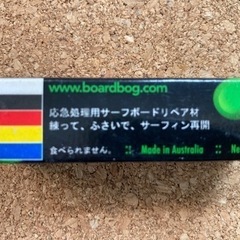 www.boardbog.com
応急処理用サーフボードリペア材
練って、ふさいで、サーフィン再開
食べられません。 :: Made in Australia :: Ne